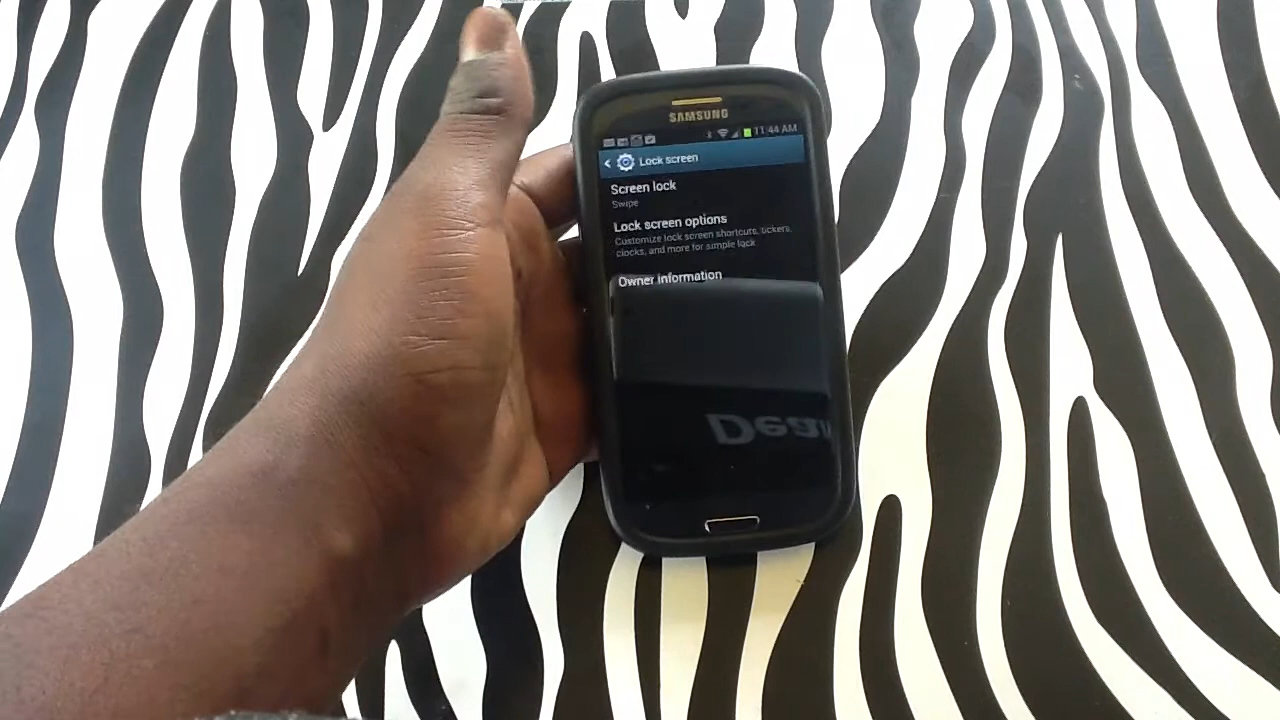 SAMSUNG
11:44 AM
Lock screen
Screen lock
Swipe
Lock screen options
Customize lock screen shortcuts, tickers,
clocks, and more for simple lock
Owner information
Dear